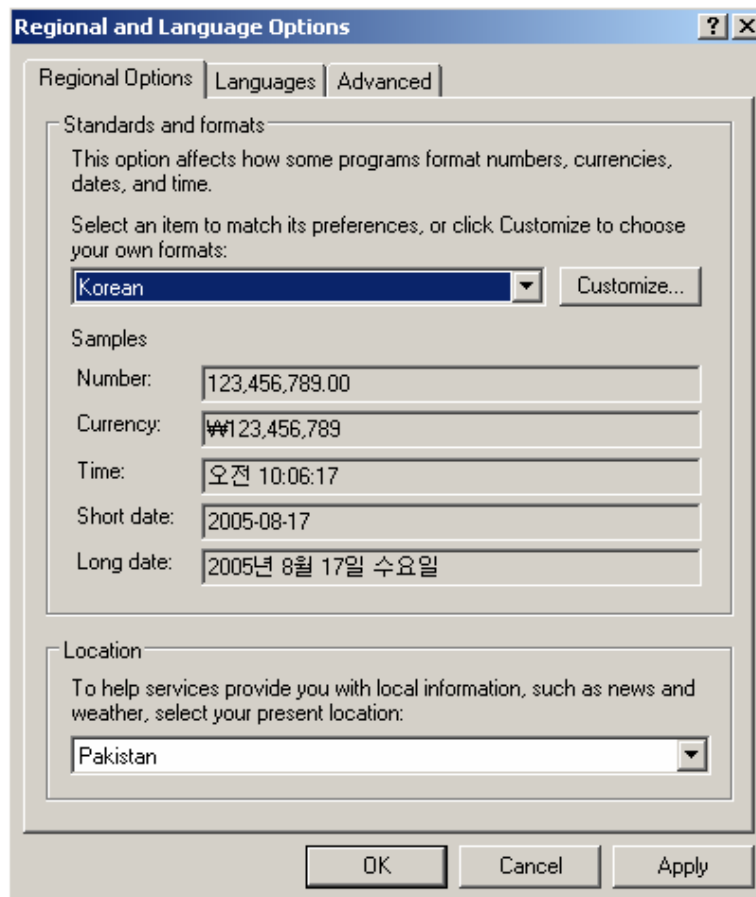 Regional and Language Options
Regional Options Languages Advanced
Standards and formats
This option affects how some programs format numbers, currencies,
dates, and time.
Select an item to match its preferences, or click Customize to choose
your own formats:
Korean Customize...
Samples
Number: 123,456,789.00
Currency: ₩123,456,789
Time: 오전 10:06:17
Short date: 2005-08-17
Long date: 2005년 8월 17일 수요일
Location
To help services provide you with local information, such as news and
weather, select your present location:
Pakistan
OK Cancel Apply